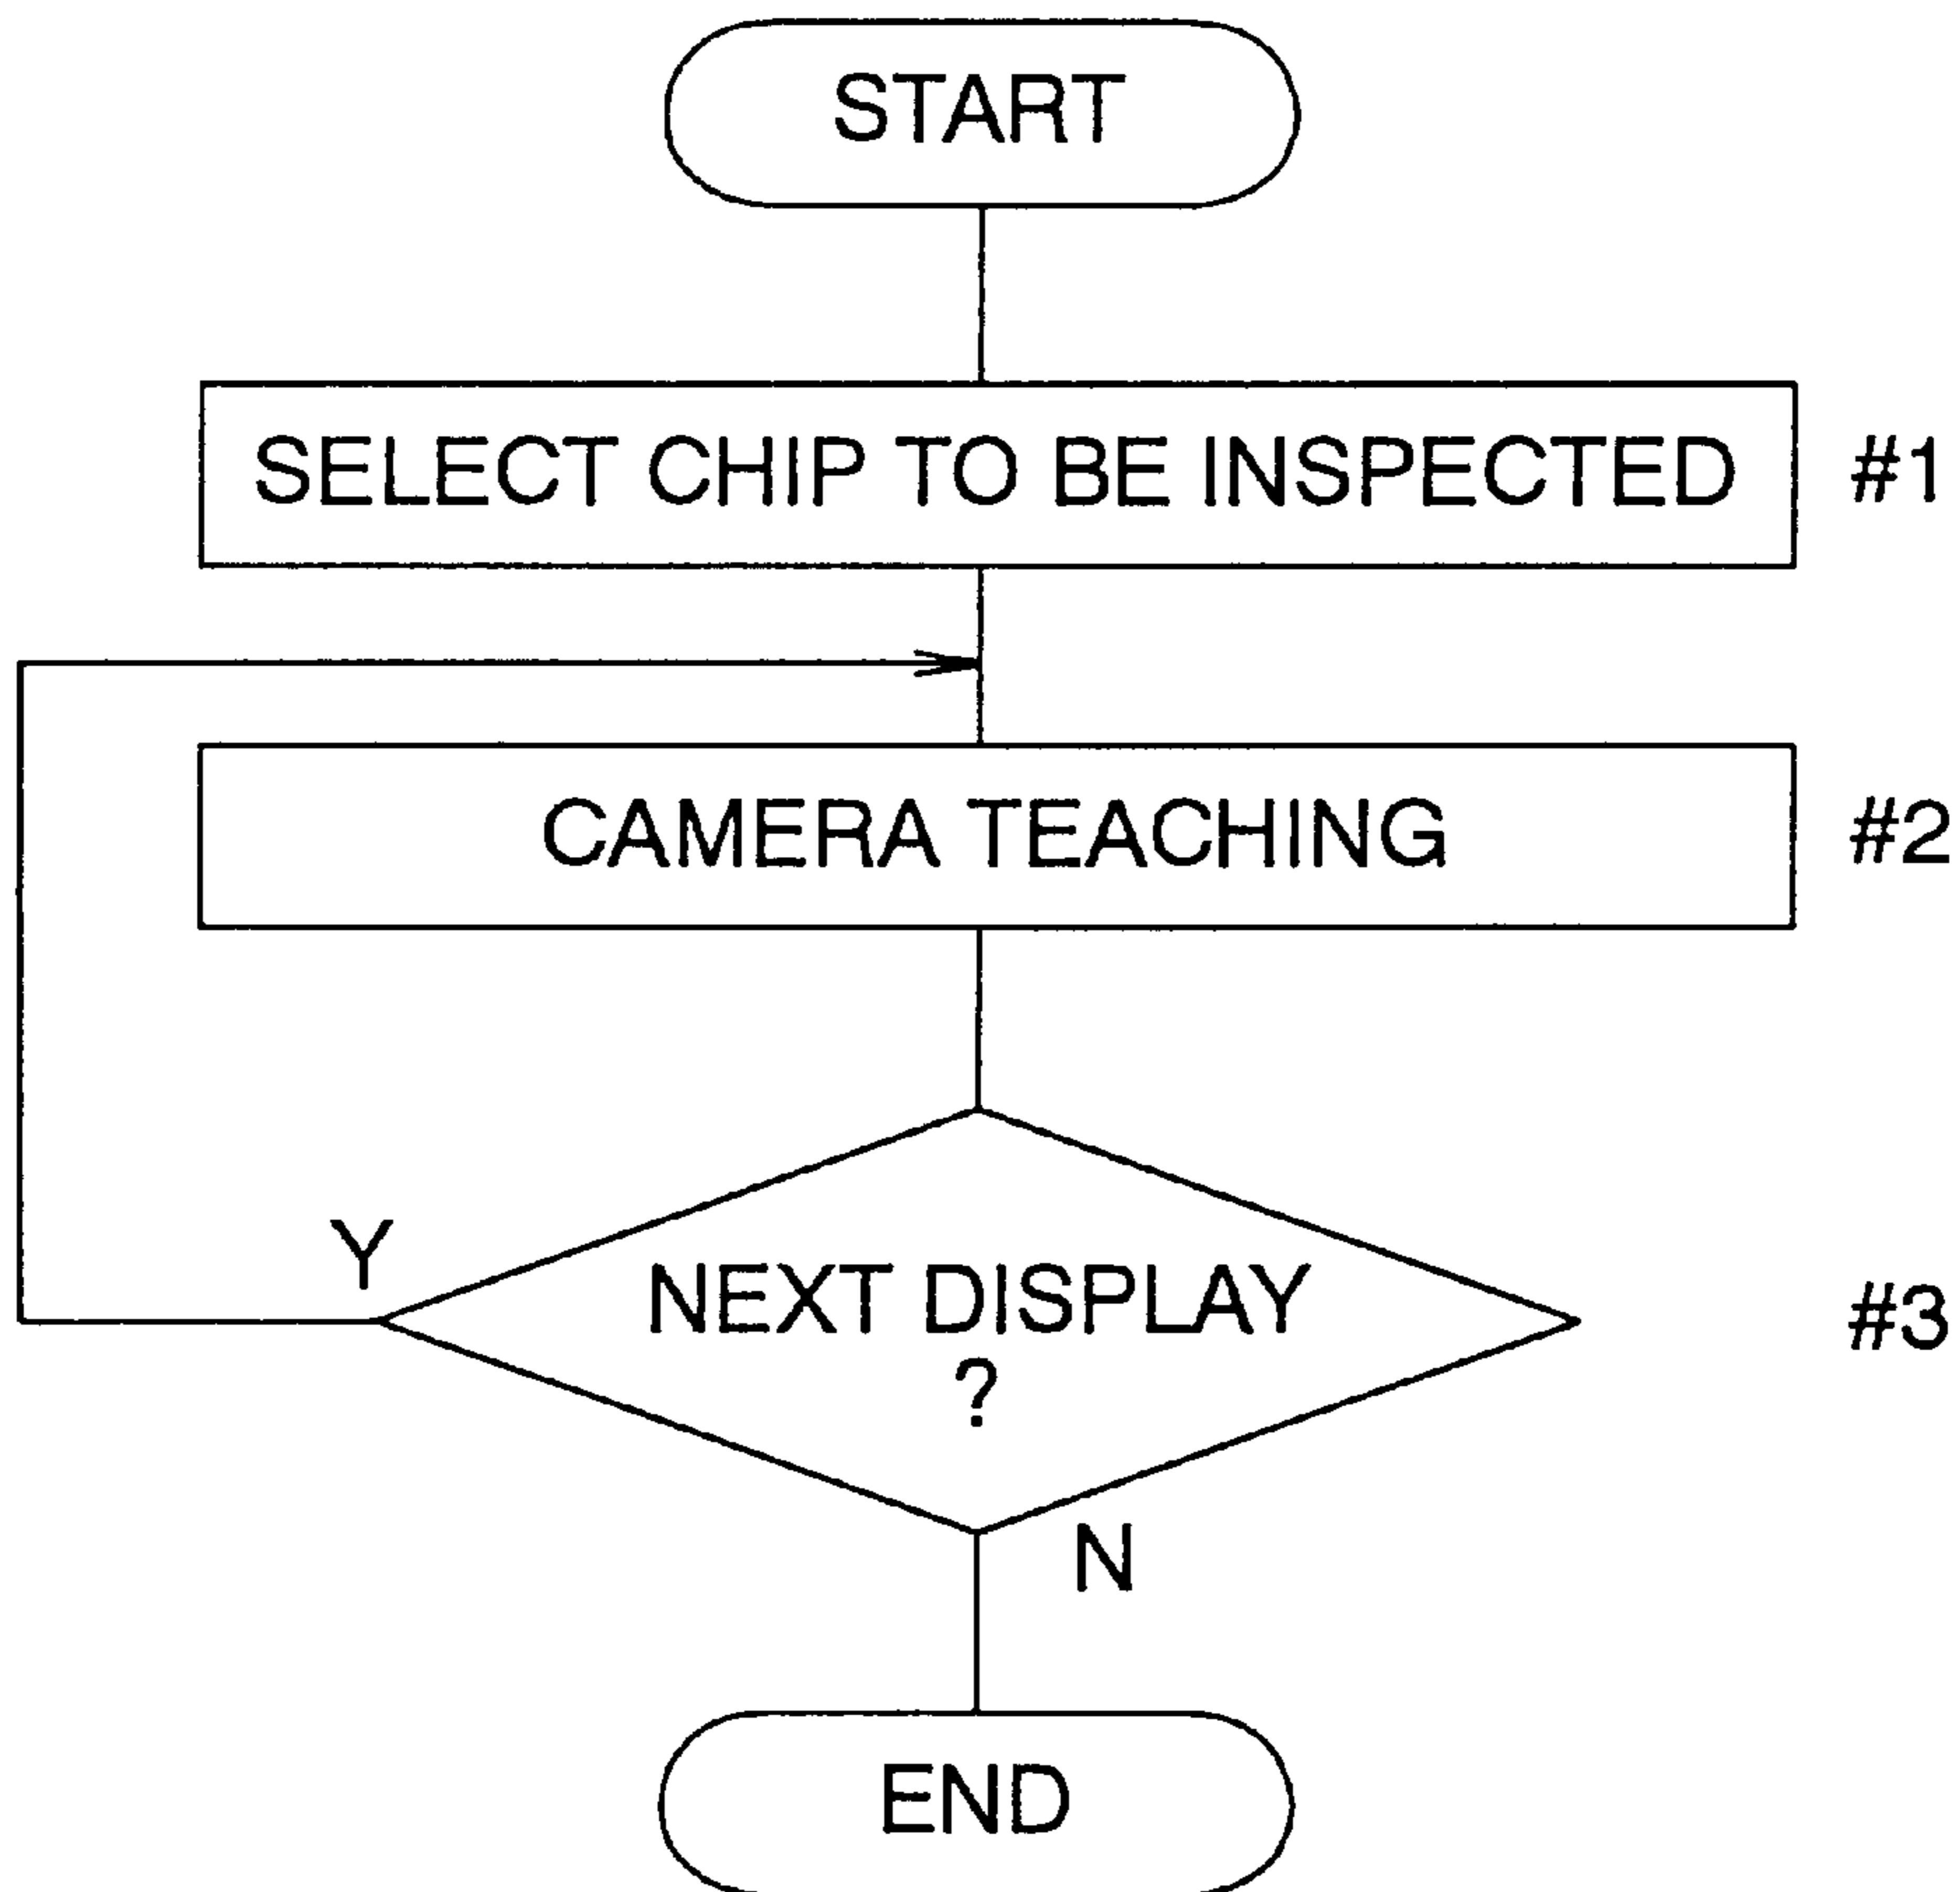 START
SELECT CHIP TO BE INSPECTED #1
CAMERA TEACHING #2
Y
NEXT DISPLAY #3
?
N
END